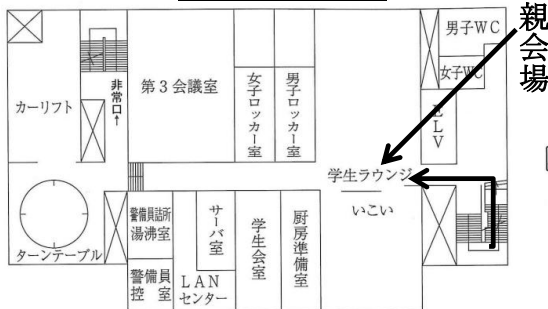 親会場
男子WC
女子WC
ELV
非常口↑
第3会議室
女子ロッカー室
男子ロッカー室
カーリフト
学生ラウンジ
いこい
ターンテーブル
警備員詰所
湯沸室
警備員
控室
サーバ室
LAN
センター
学生会室
厨房準備室